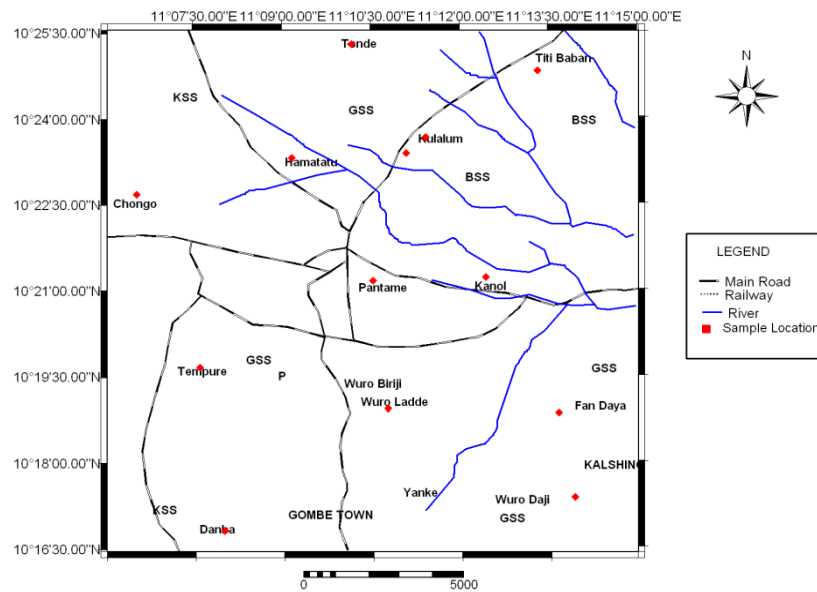 11°07'30.00"E 11°09'00.00"E 11°10'30.00"E 11°12'00.00"E 11°13'30.00"E 11°15'00.00"E
10°25'30.00"N
Tonde
Titi Baban
N
KSS
GSS
BSS
10°24'00.00"N
Kulalum
Hamatatu
BSS
10°22'30.00"N
Chongo
LEGEND
Main Road
Railway
River
Sample Location
10°21'00.00"N
Pantame
Kanol
GSS
P
GSS
10°19'30.00"N
Tempure
Wuro Biriji
Wuro Ladde
Fan Daya
10°18'00.00"N
KALSHING
Yanke
Wuro Daji
KSS
GOMBE TOWN
GSS
Danba
10°16'30.00"N
0 5000